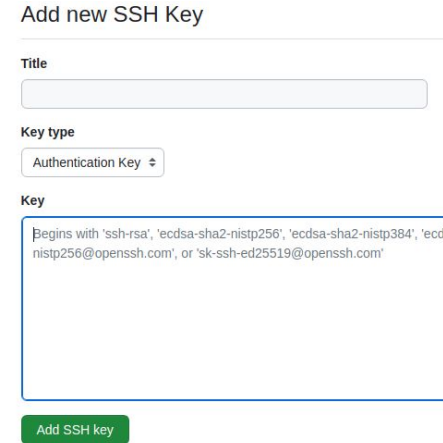 Add new SSH Key
Title
Key type
Authentication Key
Key
Begins with 'ssh-rsa', 'ecdsa-sha2-nistp256', 'ecdsa-sha2-nistp384', 'ecd
nistp256@openssh.com', or 'sk-ssh-ed25519@openssh.com'
Add SSH key